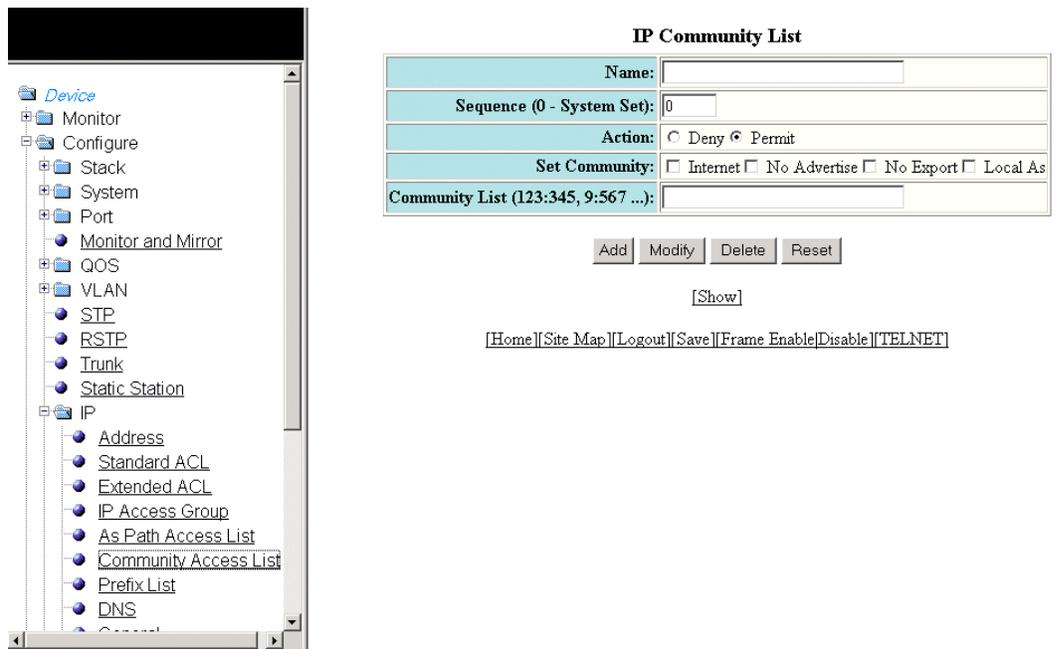 Device
Monitor
Configure
Stack
System
Port
Monitor and Mirror
QOS
VLAN
STP
RSTP
Trunk
Static Station
IP
Address
Standard ACL
Extended ACL
IP Access Group
As Path Access List
Community Access List
Prefix List
DNS
IP Community List
Name:
Sequence (0 - System Set): 0
Action: Deny Permit
Set Community: Internet No Advertise No Export Local As
Community List (123:345, 9:567 ...):
Add Modify Delete Reset
[Show]
[Home][Site Map][Logout][Save][Frame Enable|Disable][TELNET]